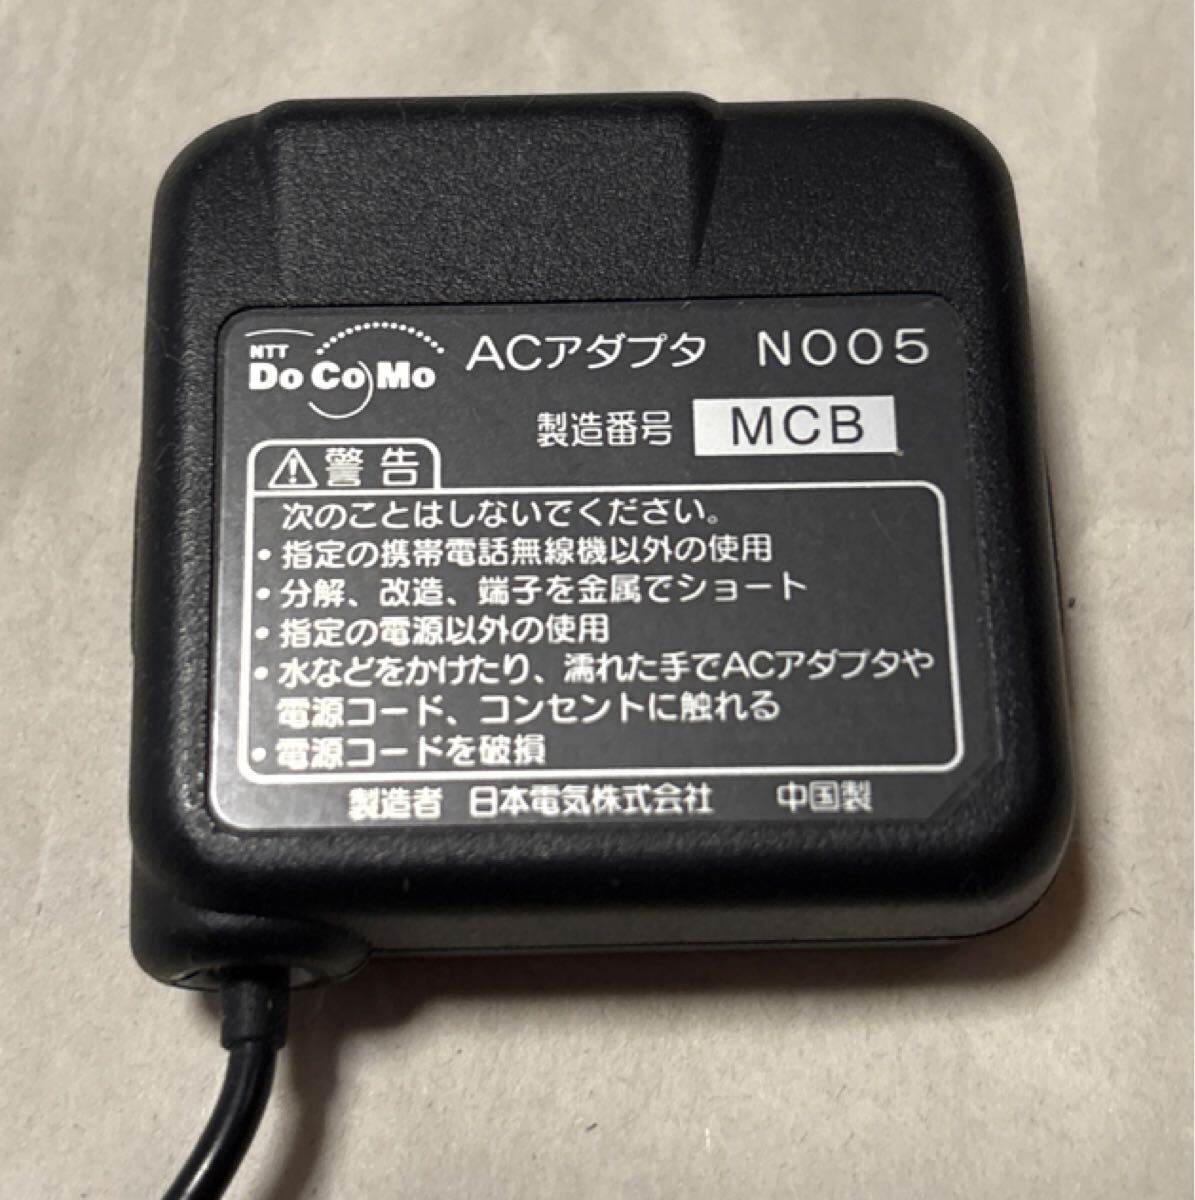 NTT
DoCoMo
ACアダプタ N005
製造番号 MCB
警告
次のことはしないでください。
・指定の携帯電話無線機以外の使用
・分解、改造、端子を金属でショート
・指定の電源以外の使用
・水などをかけたり、濡れた手でACアダプタや
電源コード、コンセントに触れる
・電源コードを破損
製造者 日本電気株式会社 中国製